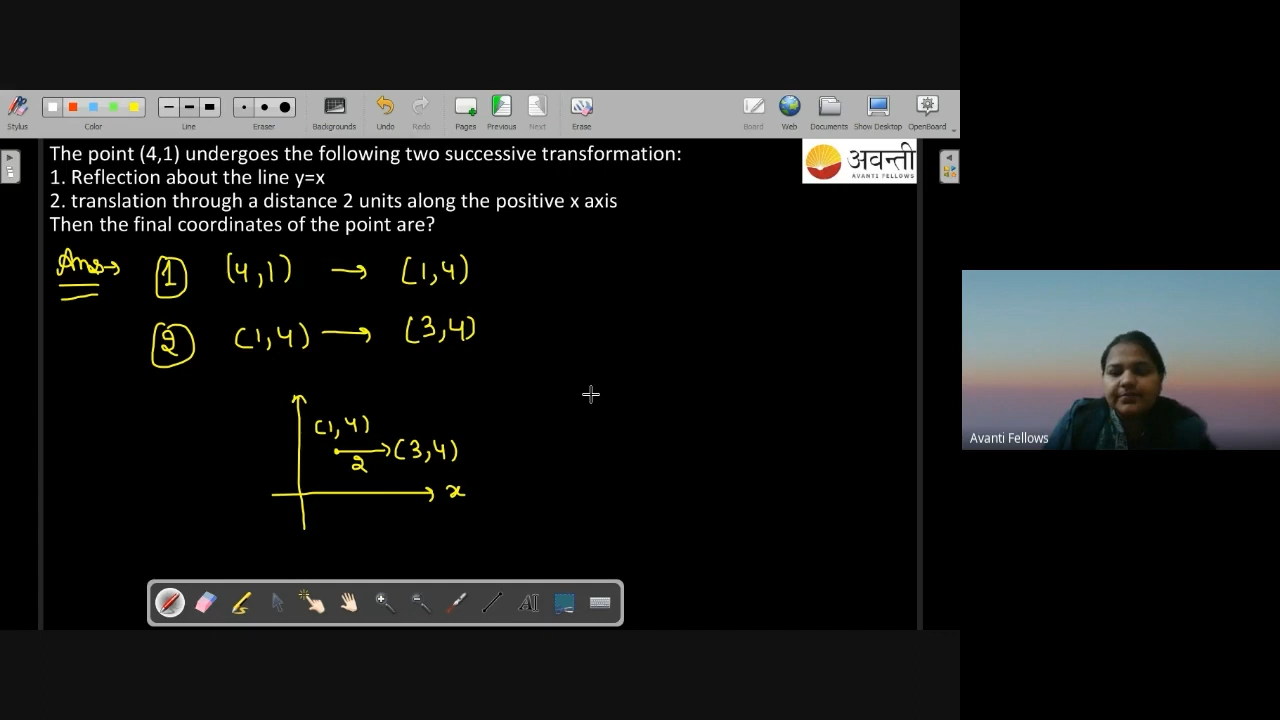 Stylus Color Line Eraser Backgrounds Undo Redo Pages Previous Next Erase Board Web Documents Show Desktop OpenBoard
The point (4,1) undergoes the following two successive transformation:
1. Reflection about the line y=x
2. translation through a distance 2 units along the positive x axis
Then the final coordinates of the point are?
अवन्ती
AVANTI FELLOWS
Ans→ 1 (4,1) → (1,4)
2 (1,4) → (3,4)
(1,4)
(3,4)
2
x
Avanti Fellows
AI